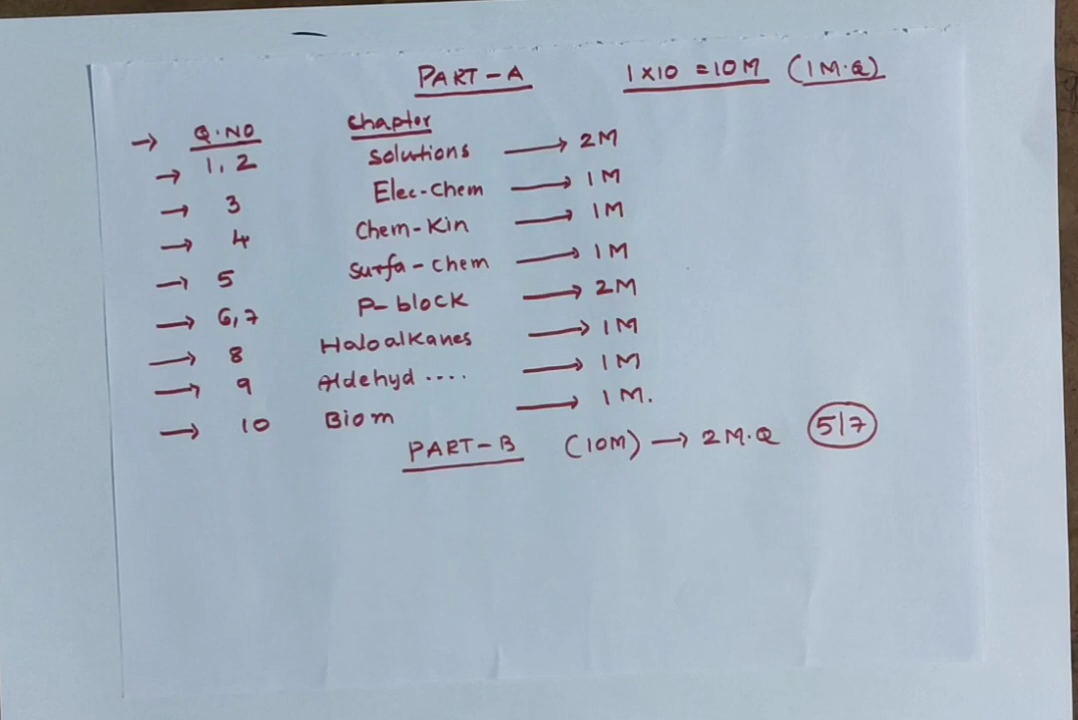 PART-A 1×10 = 10M (1M.Q)
→ Q.NO Chapter
→ 1, 2 Solutions → 2M
→ 3 Elec-Chem → 1M
→ 4 Chem-Kin → 1M
→ 5 Surfa-chem → 1M
→ 6,7 P-block → 2M
→ 8 Haloalkanes → 1M
→ 9 Aldehyd .... → 1M
→ 10 Biom → 1M.
PART-B (10M) → 2M.Q 5/7